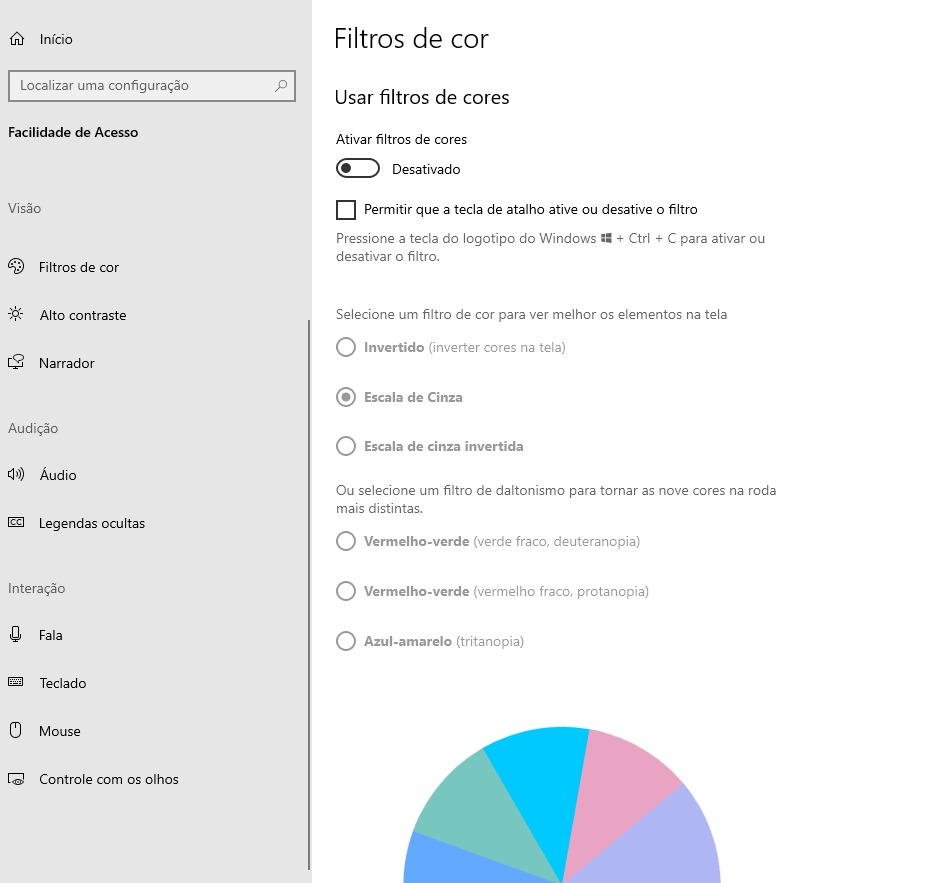 Início
Localizar uma configuração
Facilidade de Acesso
Visão
Filtros de cor
Alto contraste
Narrador
Audição
Áudio
CC Legendas ocultas
Interação
Fala
Teclado
Mouse
Controle com os olhos
Filtros de cor
Usar filtros de cores
Ativar filtros de cores
Desativado
Permitir que a tecla de atalho ative ou desative o filtro
Pressione a tecla do logotipo do Windows + Ctrl + C para ativar ou
desativar o filtro.
Selecione um filtro de cor para ver melhor os elementos na tela
Invertido (inverter cores na tela)
Escala de Cinza
Escala de cinza invertida
Ou selecione um filtro de daltonismo para tornar as nove cores na roda
mais distintas.
Vermelho-verde (verde fraco, deuteranopia)
Vermelho-verde (vermelho fraco, protanopia)
Azul-amarelo (tritanopia)